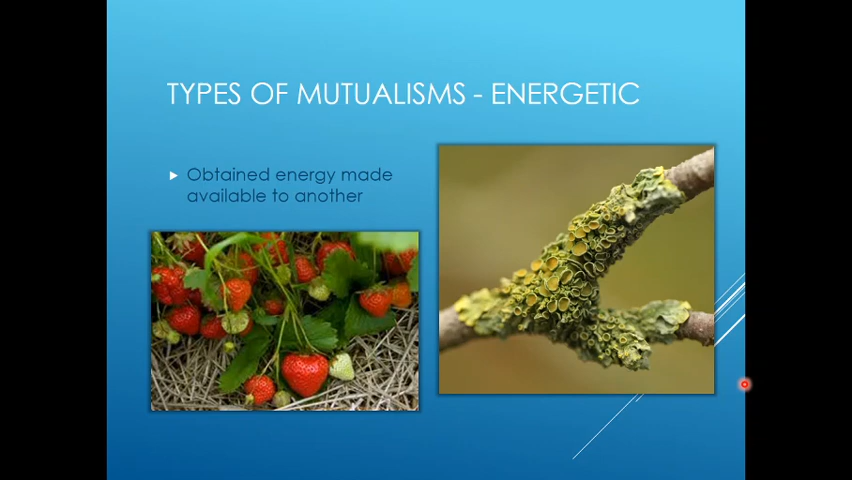 TYPES OF MUTUALISMS - ENERGETIC
Obtained energy made
available to another